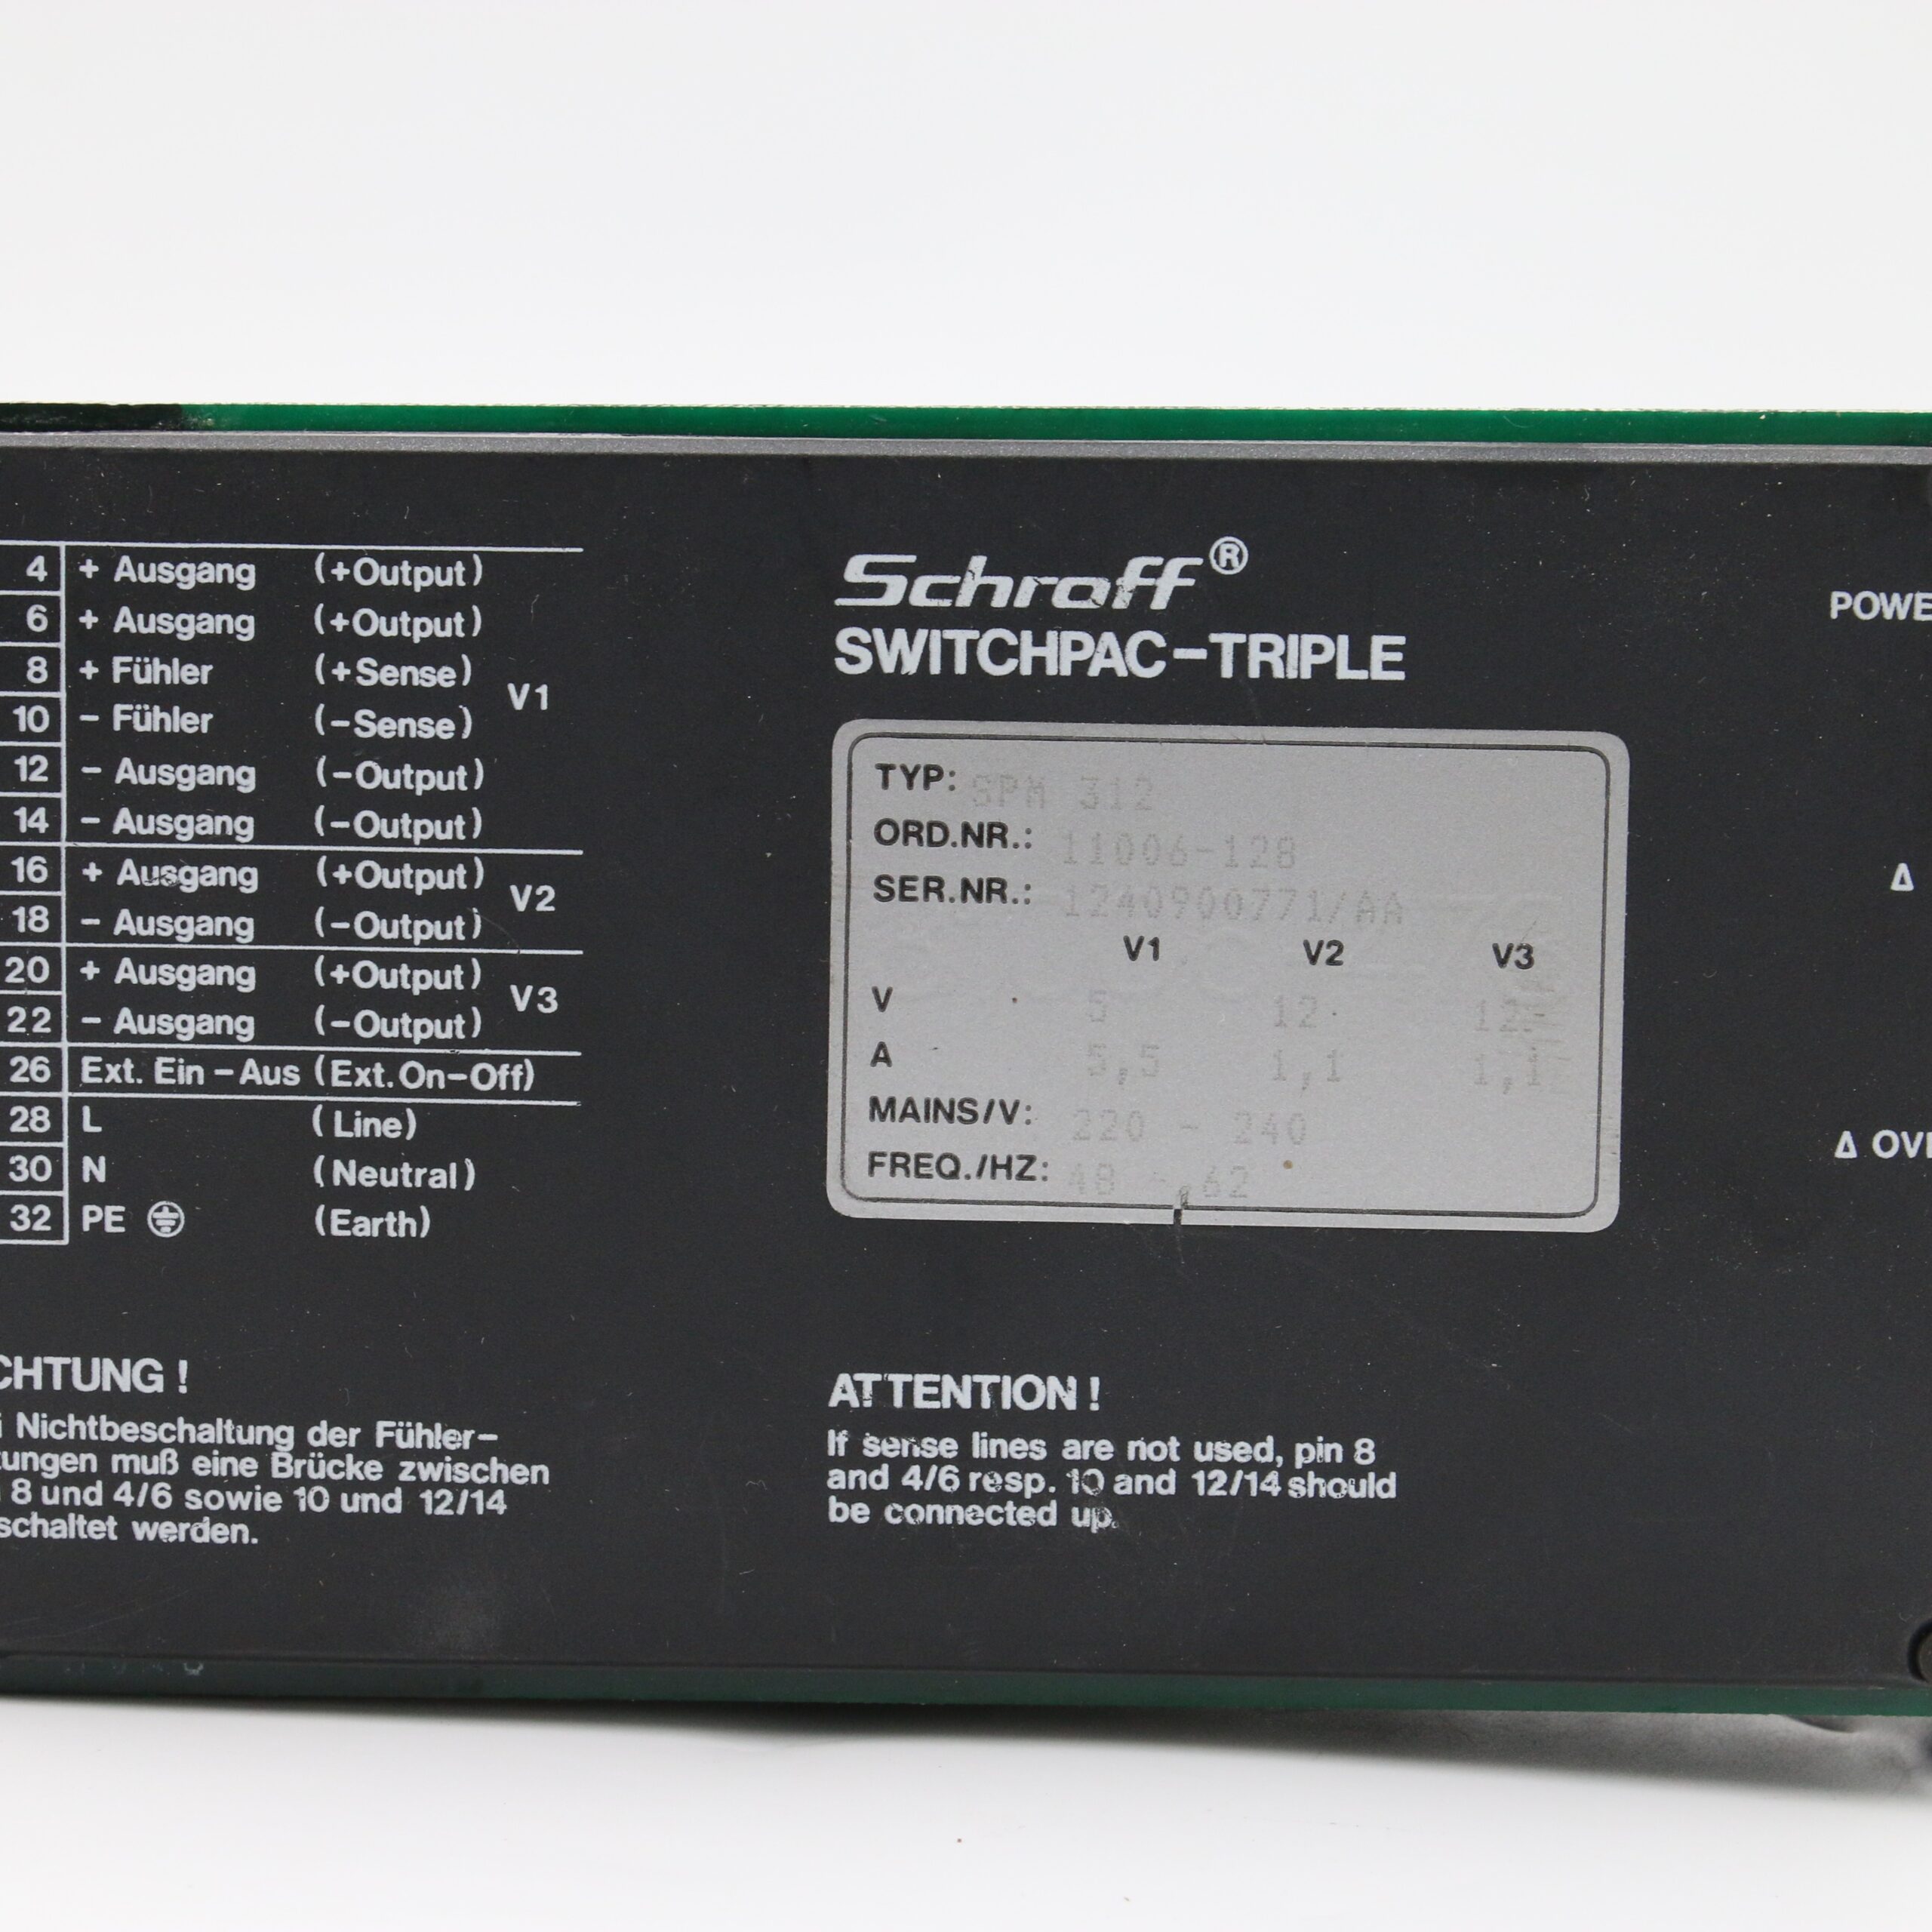 4 + Ausgang (+Output)
6 + Ausgang (+Output)
8 + Fühler (+Sense)
V1
10 − Fühler (−Sense)
12 − Ausgang (−Output)
14 − Ausgang (−Output)
16 + Ausgang (+Output)
V2
18 − Ausgang (−Output)
20 + Ausgang (+Output)
V3
22 − Ausgang (−Output)
26 Ext. Ein−Aus (Ext. On−Off)
28 L (Line)
30 N (Neutral)
32 PE (Earth)
CHTUNG!
i Nichtbeschaltung der Fühler−
tungen muß eine Brücke zwischen
8 und 4/6 sowie 10 und 12/14
schaltet werden.
Schroff®
SWITCHPAC−TRIPLE
TYP: SPM 312
ORD.NR.: 11006-128
SER.NR.: 1240900771/AA
V1 V2 V3
V 5 12 12
A 5,5 1,1 1,1
MAINS/V: 220 - 240
FREQ./HZ: 48 - 62
ATTENTION!
If sense lines are not used, pin 8
and 4/6 resp. 10 and 12/14 should
be connected up.
POWE
Δ
Δ OV